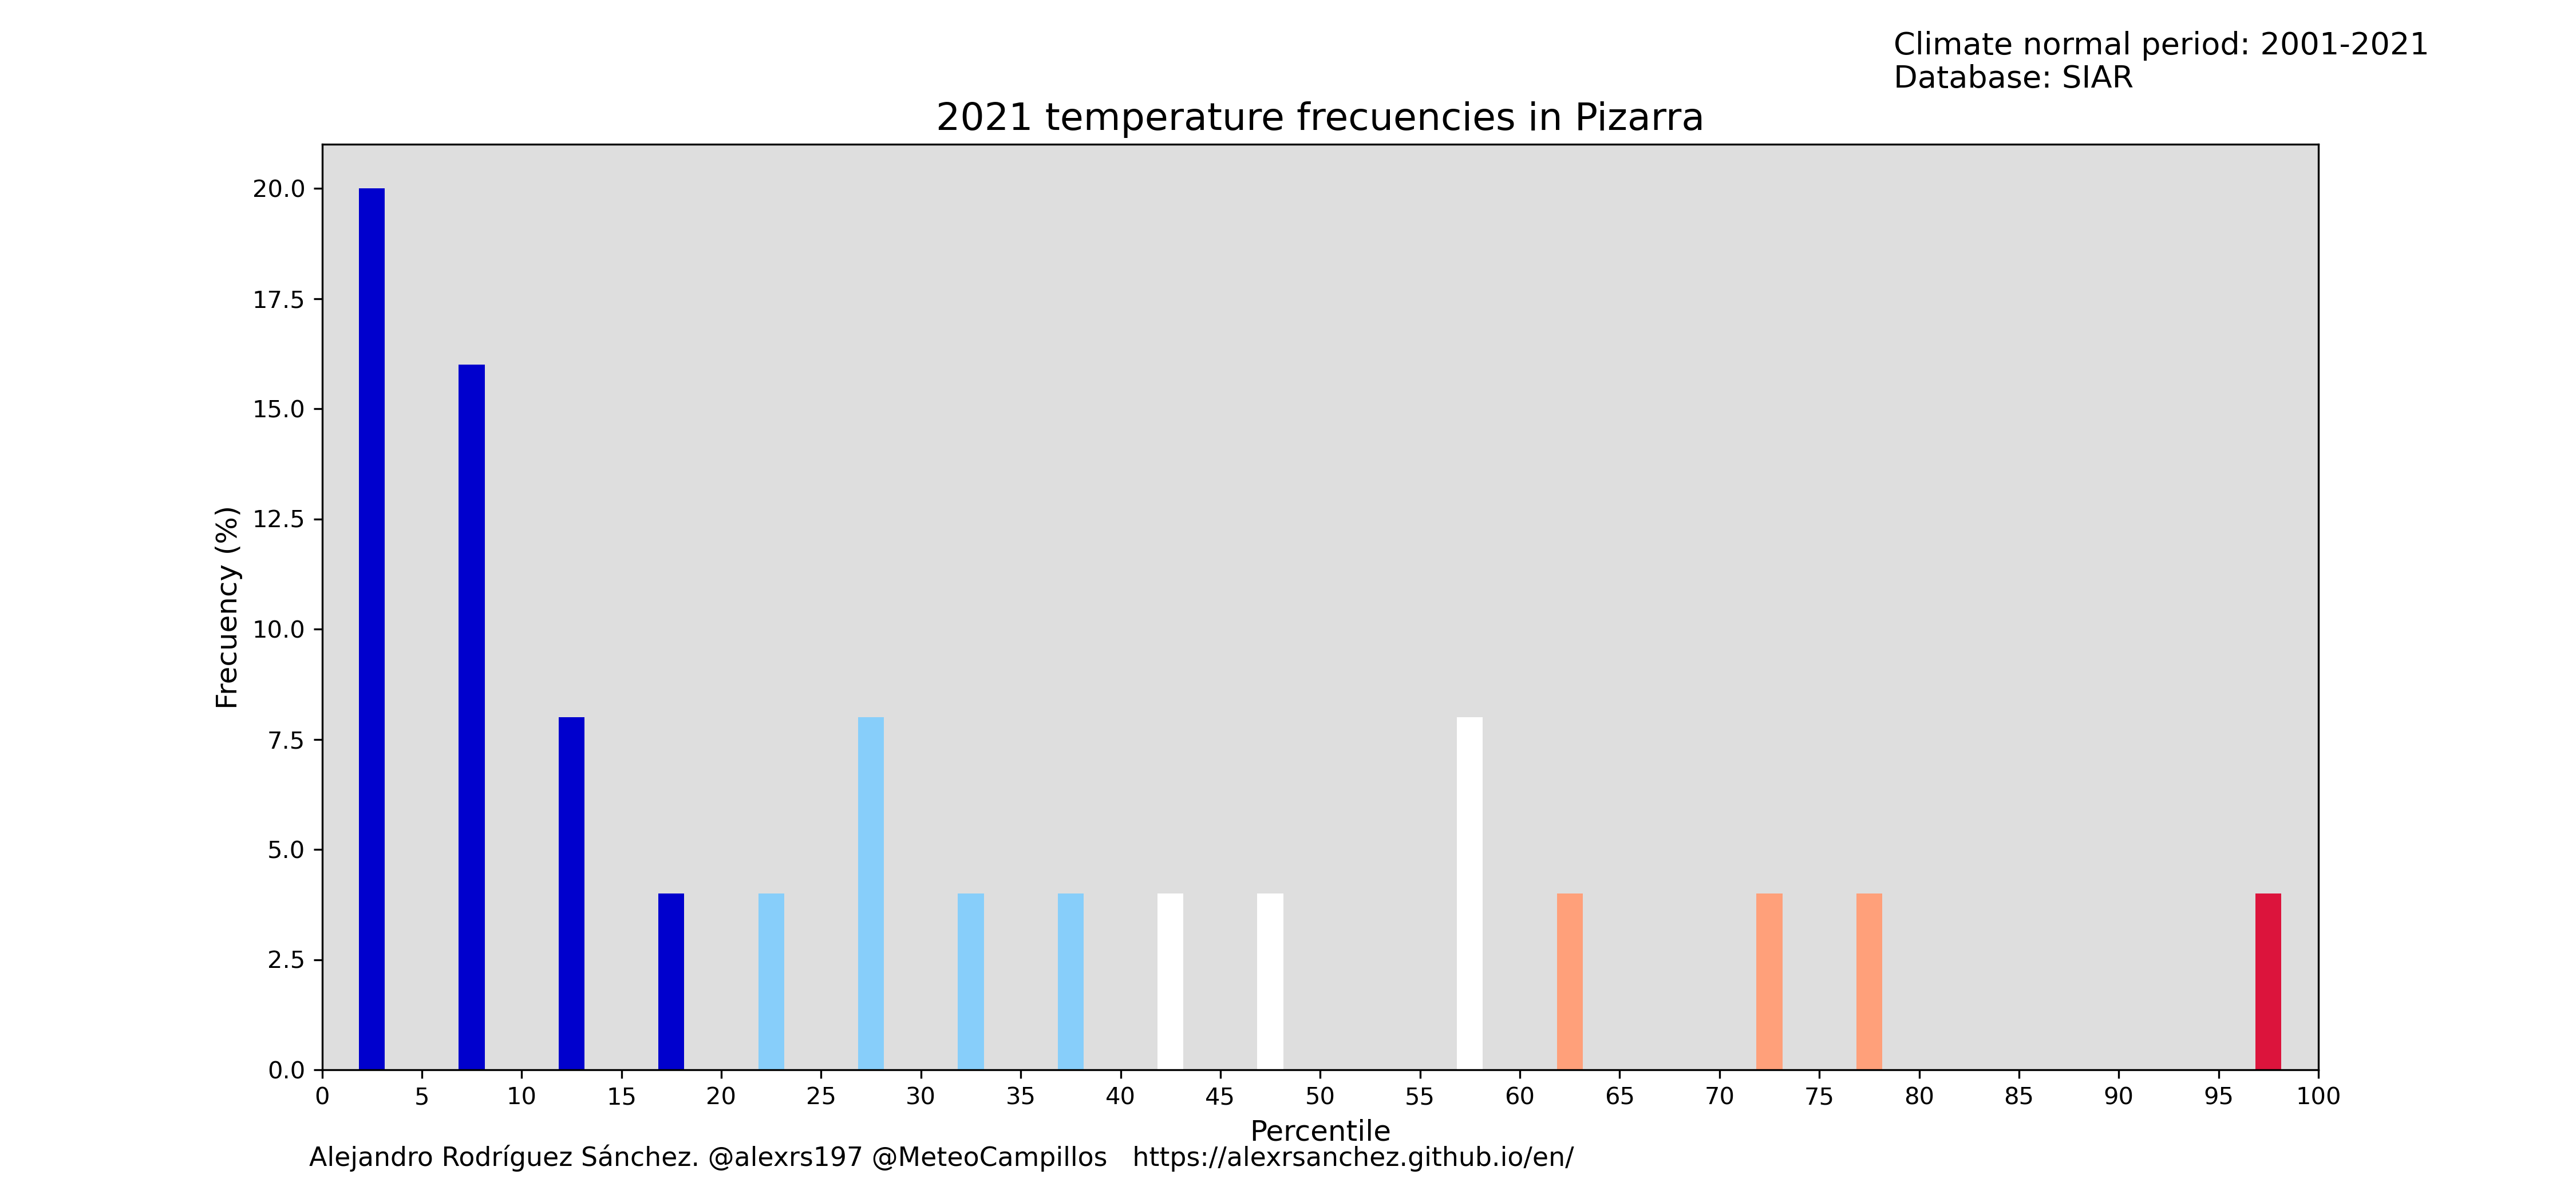 Climate normal period: 2001-2021
Database: SIAR
2021 temperature frecuencies in Pizarra
20.0
17.5
15.0
12.5
10.0
7.5
5.0
2.5
0.0
Frecuency (%)
0 5 10 15 20 25 30 35 40 45 50 55 60 65 70 75 80 85 90 95 100
Percentile
Alejandro Rodríguez Sánchez. @alexrs197 @MeteoCampillos https://alexrsanchez.github.io/en/